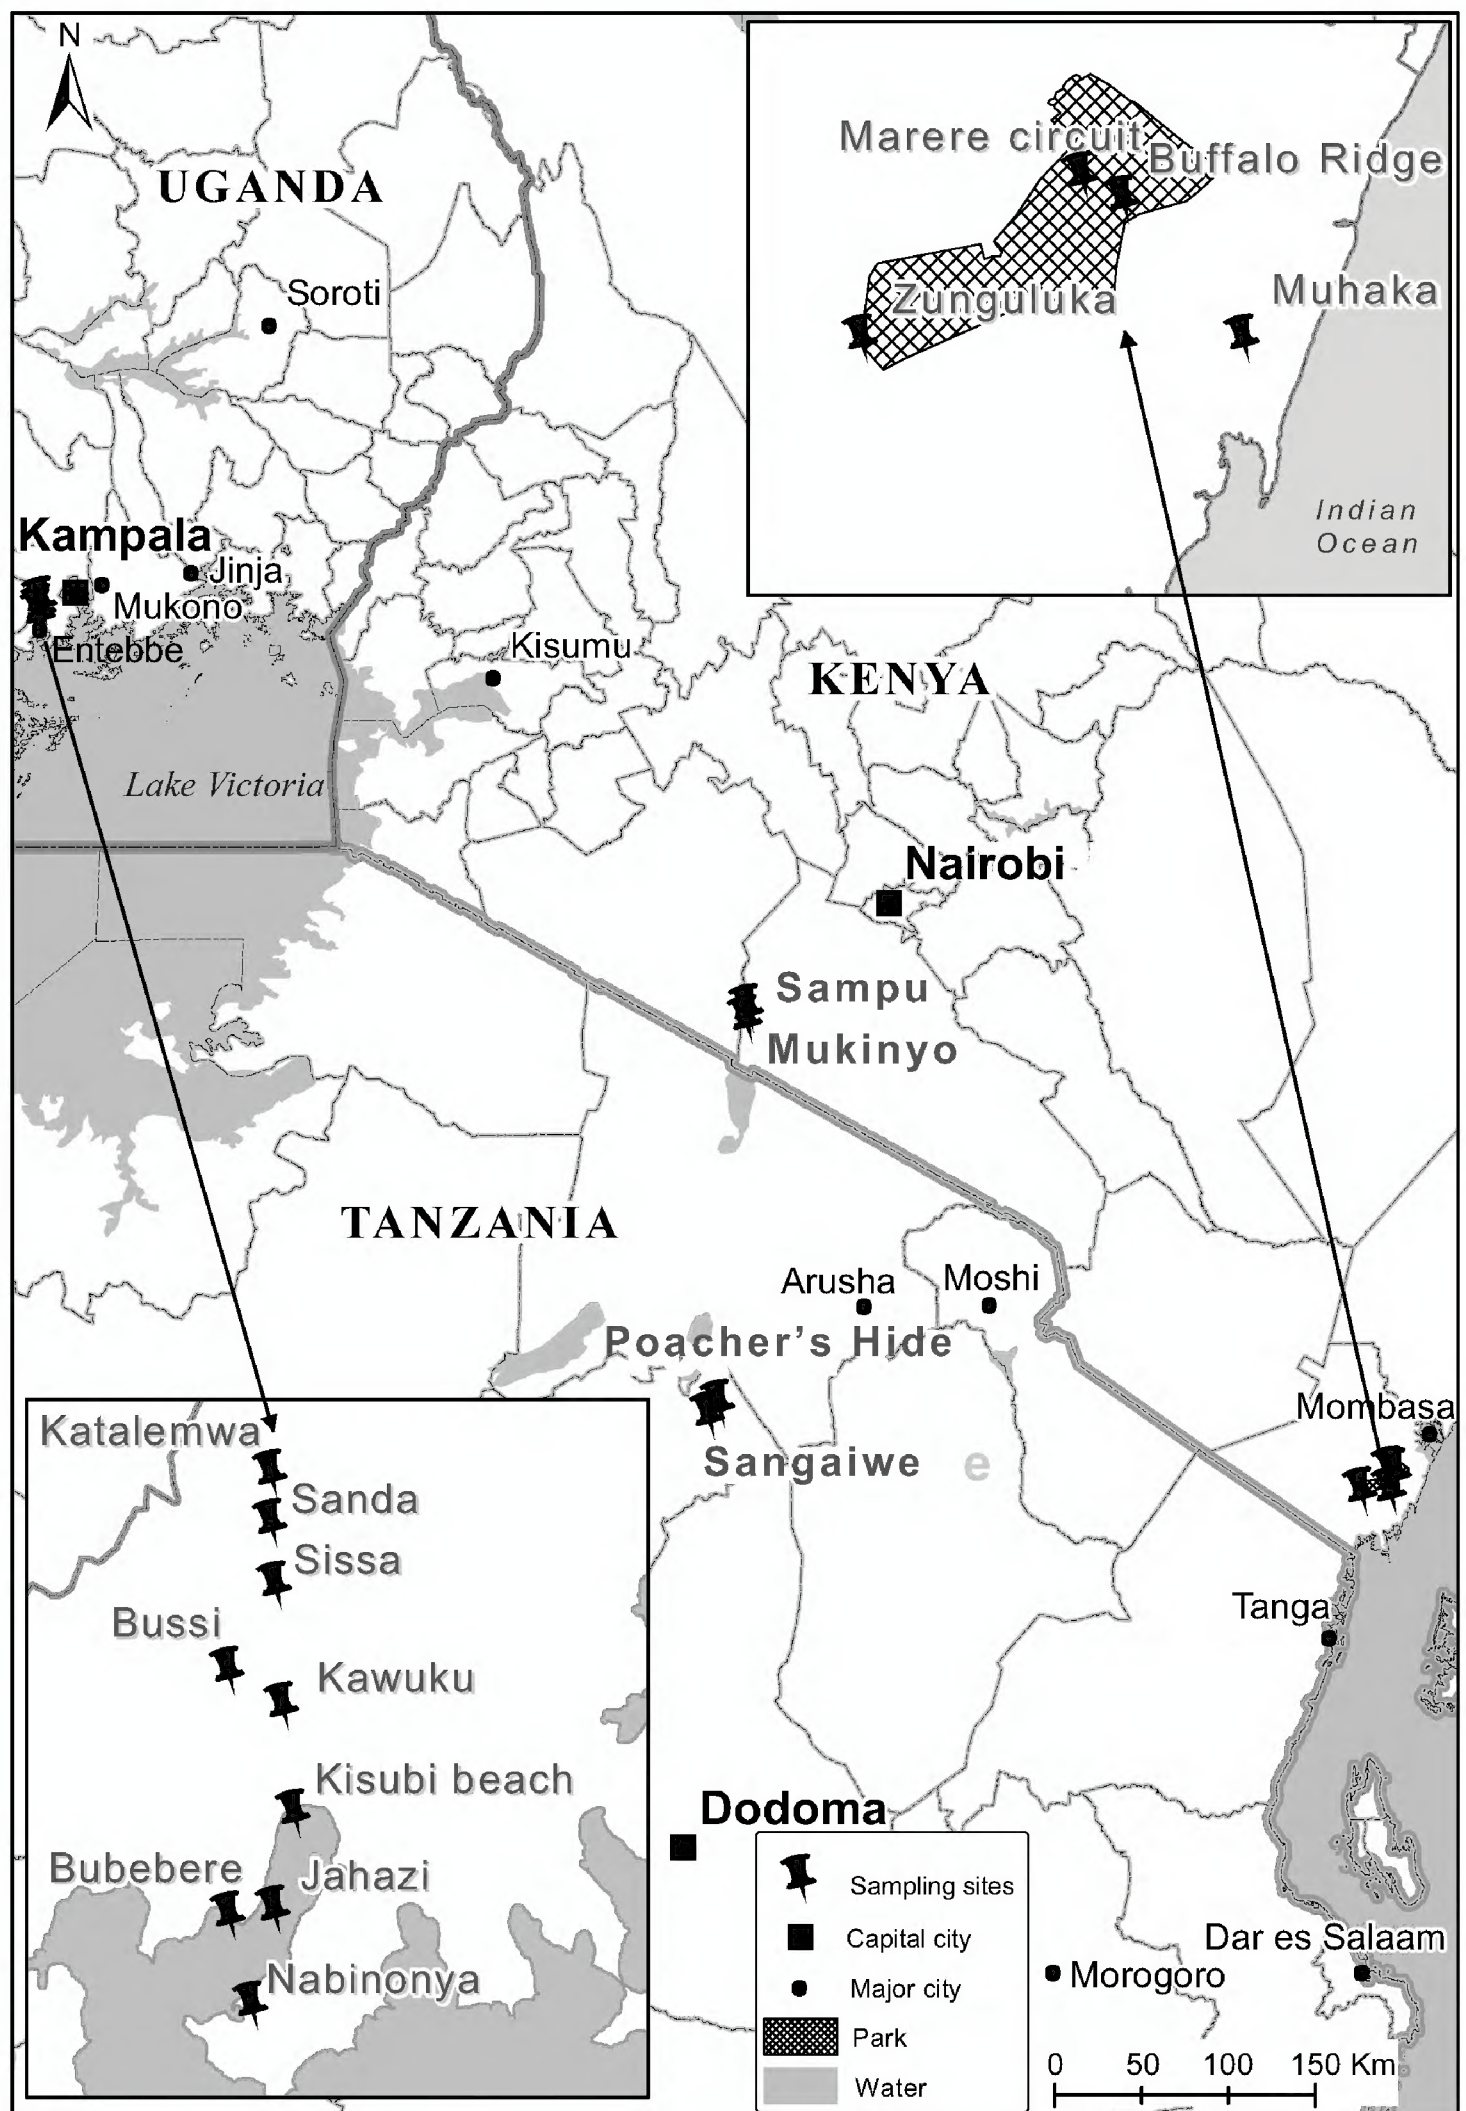 N
UGANDA
Soroti
Kampala
Jinja
Mukono
Entebbe
Kisumu
Lake Victoria
Marere circuit
Buffalo Ridge
Zunguluka
Muhaka
Indian
Ocean
KENYA
Nairobi
Sampu
Mukinyo
TANZANIA
Arusha
Moshi
Poacher's Hide
Sangaiwe
e
Mombasa
Tanga
Katalemwa
Sanda
Sissa
Bussi
Kawuku
Kisubi beach
Bubebere
Jahazi
Nabinonya
Dodoma
Sampling sites
Capital city
Major city
Park
Water
Dar es Salaam
Morogoro
0 50 100 150 Km